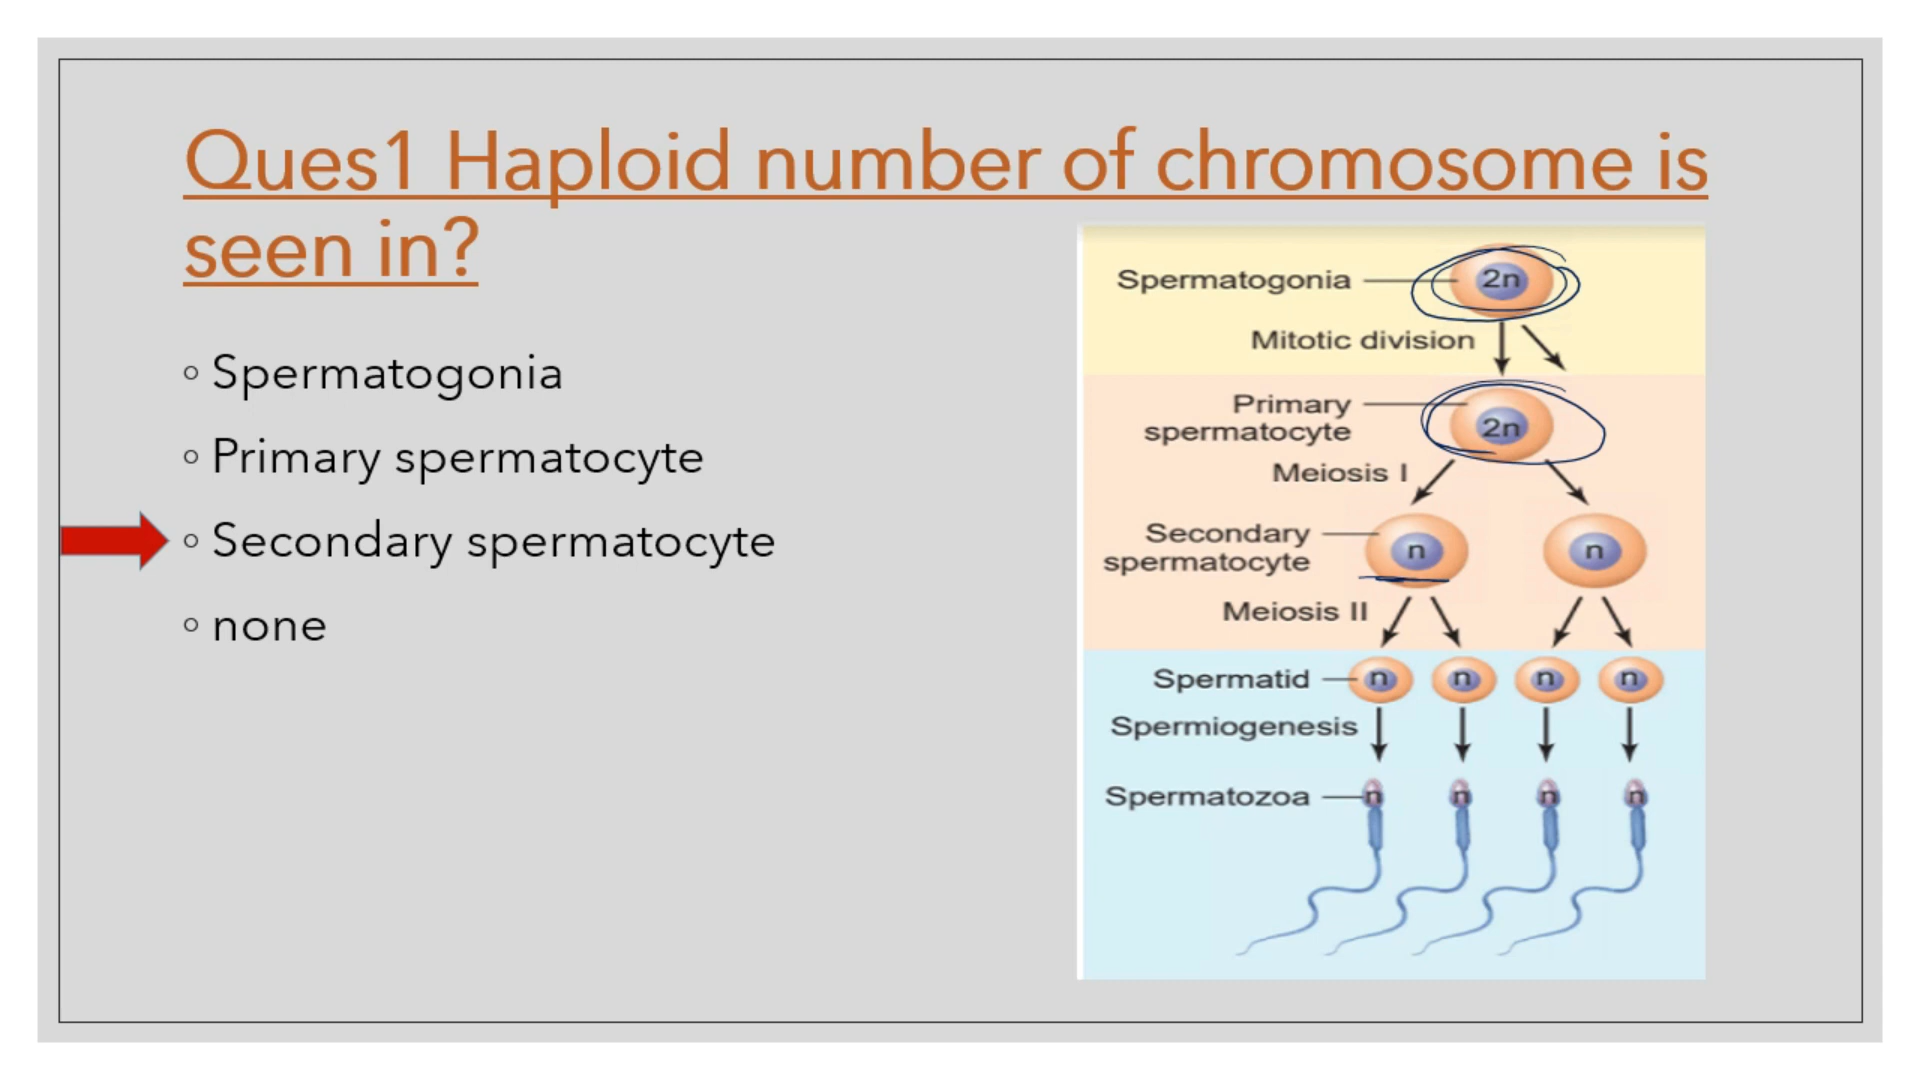 Ques1 Haploid number of chromosome is
seen in?
◦ Spermatogonia
◦ Primary spermatocyte
◦ Secondary spermatocyte
◦ none
Spermatogonia
2n
Mitotic division
Primary
spermatocyte
2n
Meiosis I
Secondary
spermatocyte
n n
Meiosis II
Spermatid n n n n
Spermiogenesis
Spermatozoa n n n n